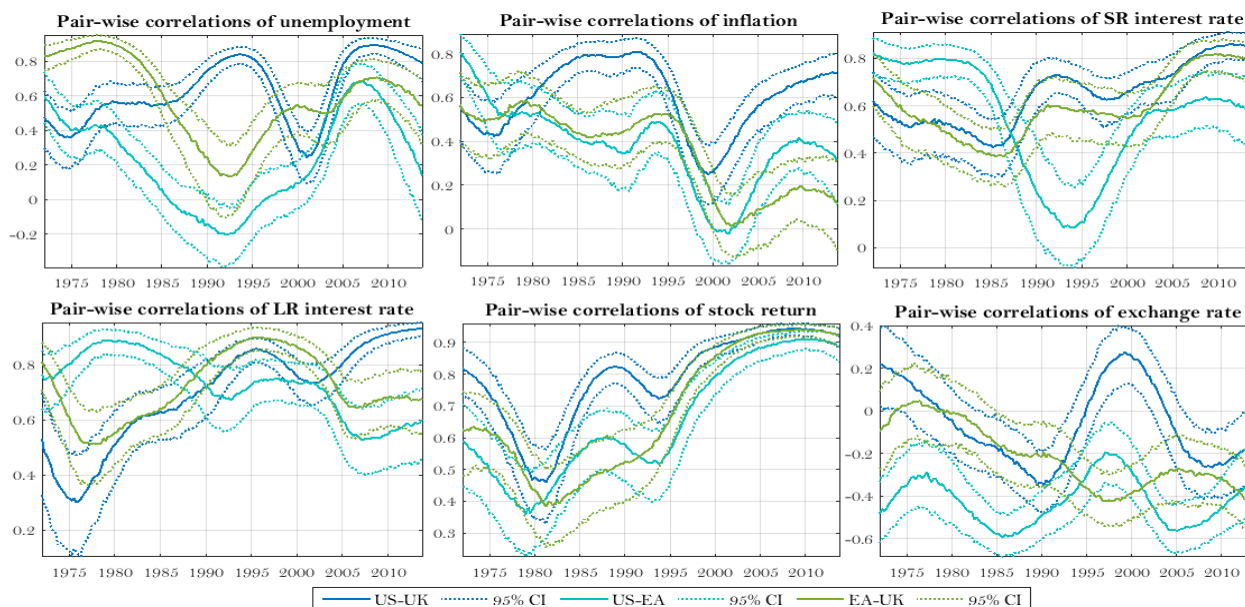 Pair-wise correlations of unemployment
0.8
0.6
0.4
0.2
0
-0.2
1975 1980 1985 1990 1995 2000 2005 2010
Pair-wise correlations of inflation
0.8
0.6
0.4
0.2
0
1975 1980 1985 1990 1995 2000 2005 2010
Pair-wise correlations of SR interest rate
0.8
0.6
0.4
0.2
0
1975 1980 1985 1990 1995 2000 2005 2010
Pair-wise correlations of LR interest rate
0.8
0.6
0.4
0.2
1975 1980 1985 1990 1995 2000 2005 2010
Pair-wise correlations of stock return
0.9
0.8
0.7
0.6
0.5
0.4
0.3
1975 1980 1985 1990 1995 2000 2005 2010
Pair-wise correlations of exchange rate
0.4
0.2
0
-0.2
-0.4
-0.6
1975 1980 1985 1990 1995 2000 2005 2010
US-UK 95% CI US-EA 95% CI EA-UK 95% CI